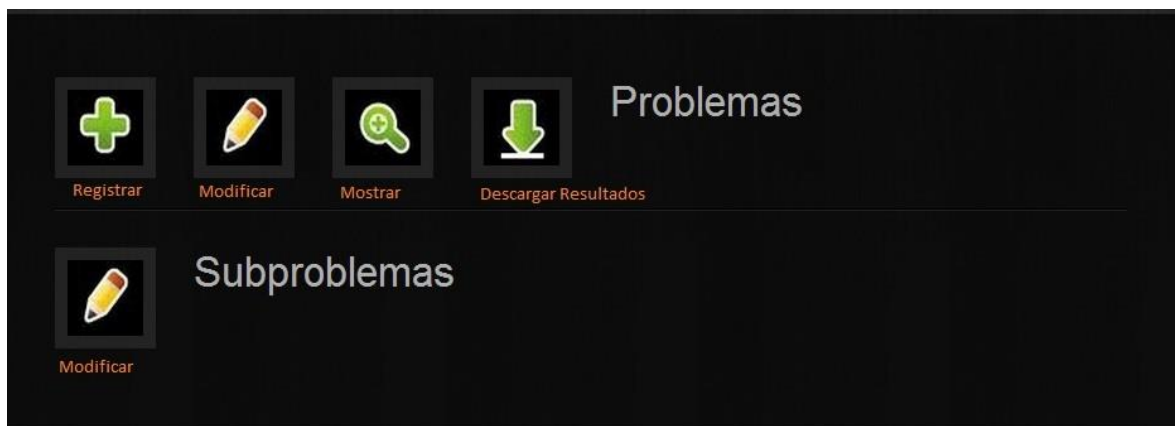 Problemas
Registrar
Modificar
Mostrar
Descargar Resultados
Subproblemas
Modificar